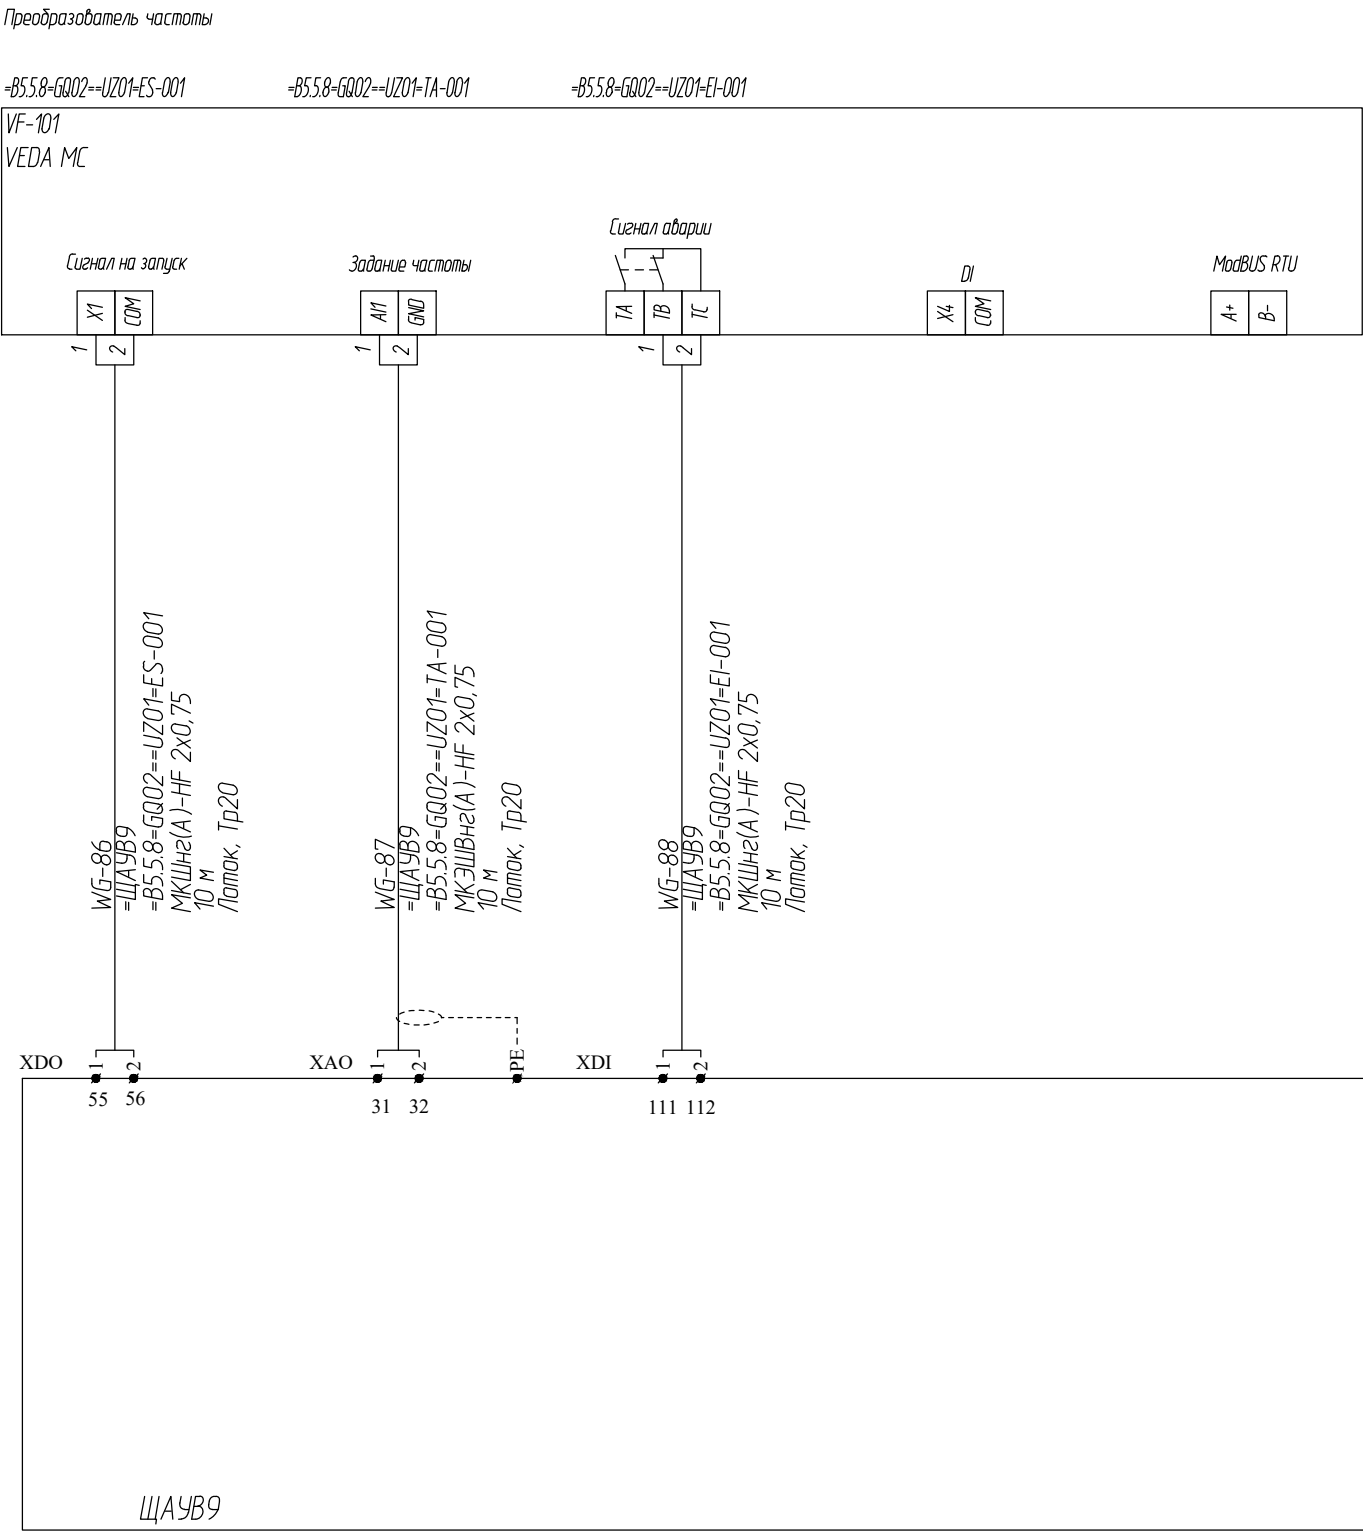 Преобразователь частоты
=B5.5.8=GQ02==UZ01=ES-001
=B5.5.8=GQ02==UZ01=TA-001
=B5.5.8=GQ02==UZ01=EI-001
VF-101
VEDA MC
Сигнал на запуск
Задание частоты
Сигнал аварии
DI
ModBUS RTU
X1
COM
AI1
GND
TA
TB
TC
X4
COM
A+
B-
1
2
1
2
1
2
WG-86
=ЩАУВ9
=B5.5.8=GQ02==UZ01=ES-001
МКШнг(А)-HF 2x0,75
10 м
Лоток, Тр20
WG-87
=ЩАУВ9
=B5.5.8=GQ02==UZ01=TA-001
МКЭШВнг(А)-HF 2x0,75
10 м
Лоток, Тр20
WG-88
=ЩАУВ9
=B5.5.8=GQ02==UZ01=EI-001
МКШнг(А)-HF 2x0,75
10 м
Лоток, Тр20
XDO
1
2
XAO
1
2
PE
XDI
1
2
55
56
31
32
111
112
ЩАУВ9